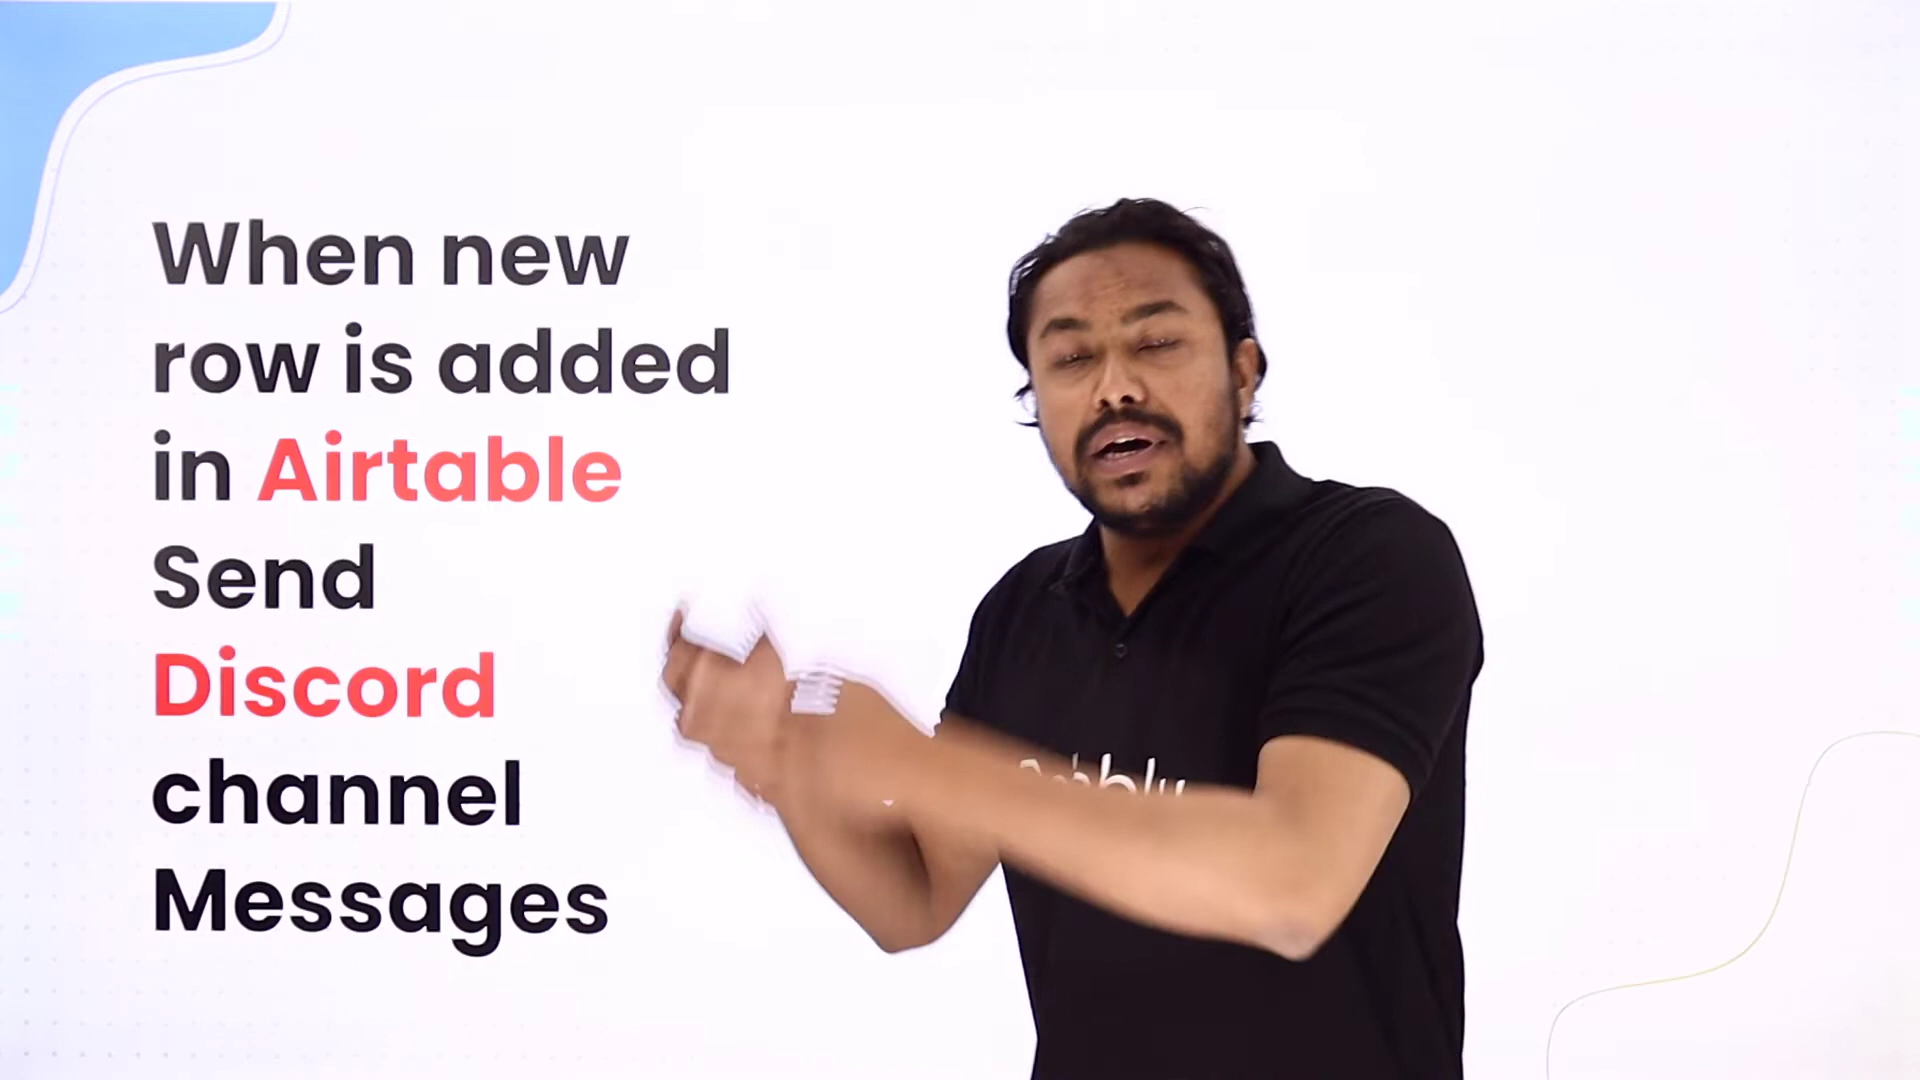 When new
row is added
in Airtable
Send
Discord
channel
Messages